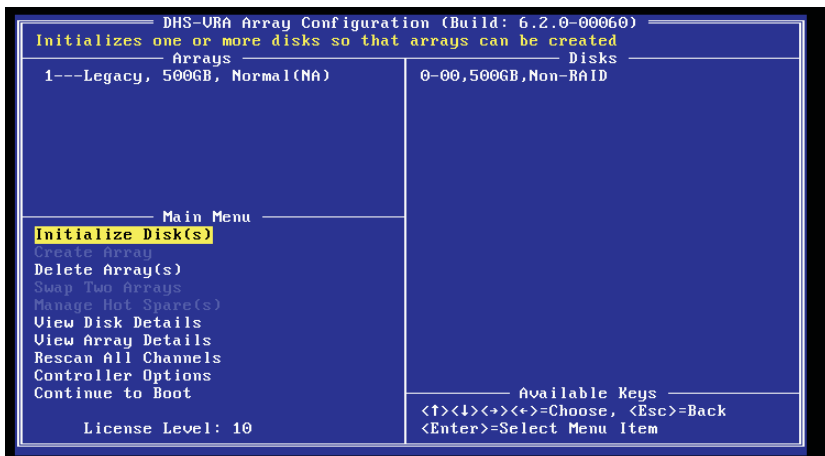 DHS-VRA Array Configuration (Build: 6.2.0-00060)
Initializes one or more disks so that arrays can be created
Arrays
1---Legacy, 500GB, Normal(NA)
Disks
0-00,500GB,Non-RAID
Main Menu
Initialize Disk(s)
Create Array
Delete Array(s)
Swap Two Arrays
Manage Hot Spare(s)
View Disk Details
View Array Details
Rescan All Channels
Controller Options
Continue to Boot
License Level: 10
Available Keys
<↑><↓><→><←>=Choose, <Esc>=Back
<Enter>=Select Menu Item